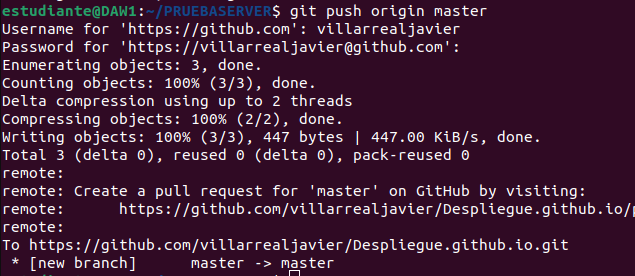 estudiante@DAW1:~/PRUEBASERVER$ git push origin master
Username for 'https://github.com': villarrealjavier
Password for 'https://villarrealjavier@github.com':
Enumerating objects: 3, done.
Counting objects: 100% (3/3), done.
Delta compression using up to 2 threads
Compressing objects: 100% (2/2), done.
Writing objects: 100% (3/3), 447 bytes | 447.00 KiB/s, done.
Total 3 (delta 0), reused 0 (delta 0), pack-reused 0
remote:
remote: Create a pull request for 'master' on GitHub by visiting:
remote:      https://github.com/villarrealjavier/Despliegue.github.io/p
remote:
To https://github.com/villarrealjavier/Despliegue.github.io.git
 * [new branch]      master -> master